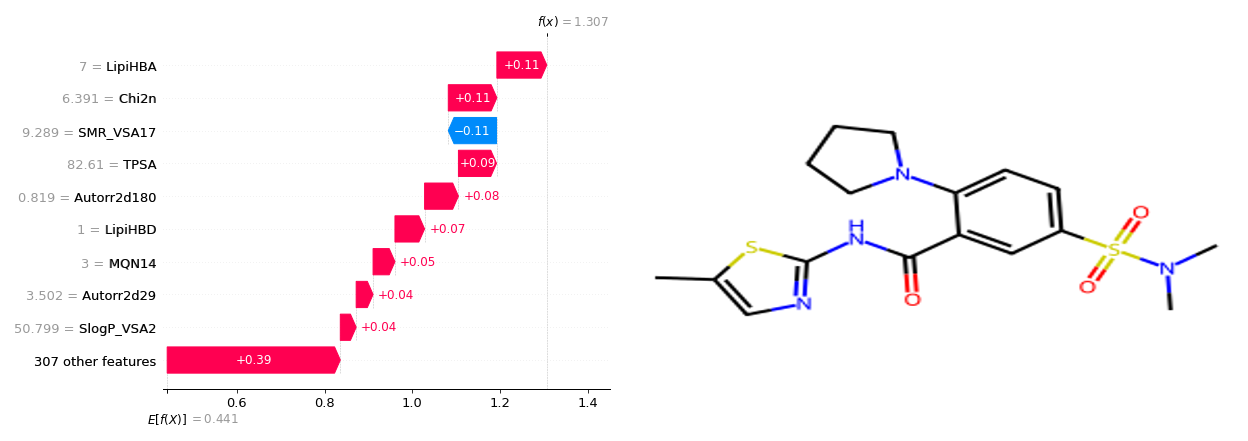 f(x) = 1.307
7 = LipiHBA
+0.11
6.391 = Chi2n
+0.11
9.289 = SMR_VSA17
−0.11
82.61 = TPSA
+0.09
0.819 = Autorr2d180
+0.08
1 = LipiHBD
+0.07
3 = MQN14
+0.05
3.502 = Autorr2d29
+0.04
50.799 = SlogP_VSA2
+0.04
307 other features
+0.39
0.6 0.8 1.0 1.2 1.4
E[f(X)] = 0.441
N
H
N
S
N
O
O
S
O
N